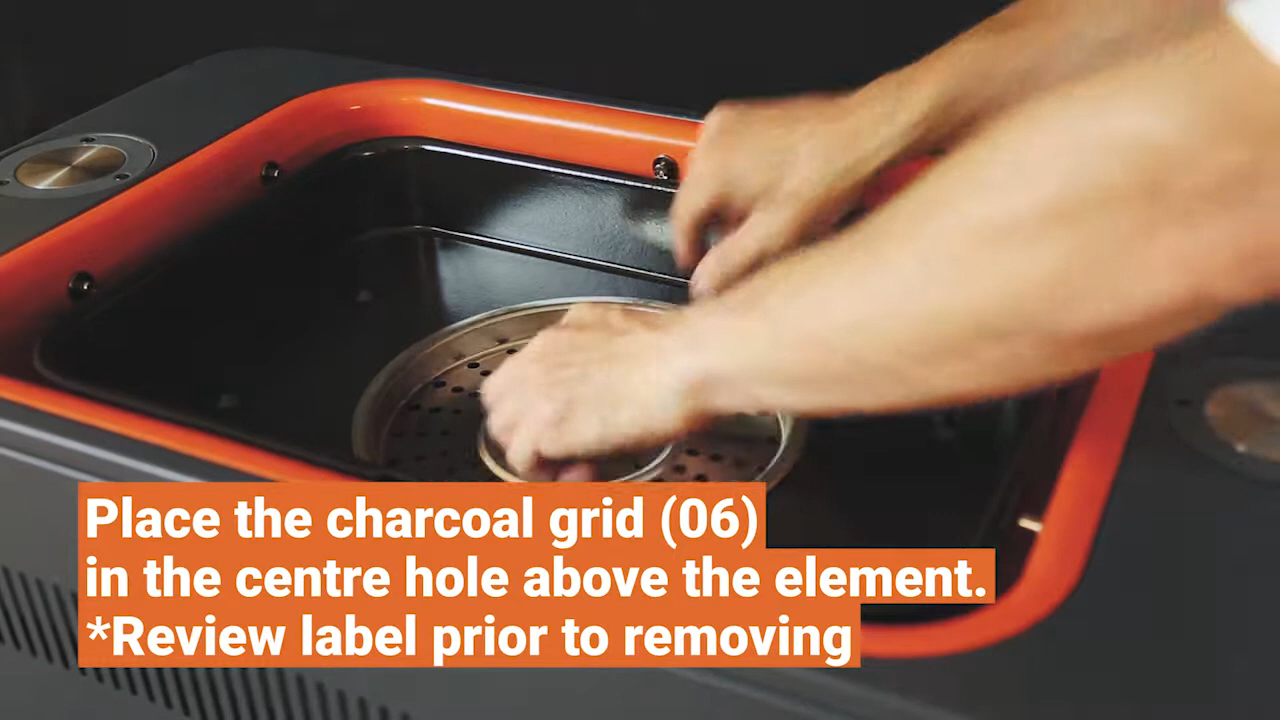 Place the charcoal grid (06)
in the centre hole above the element.
*Review label prior to removing